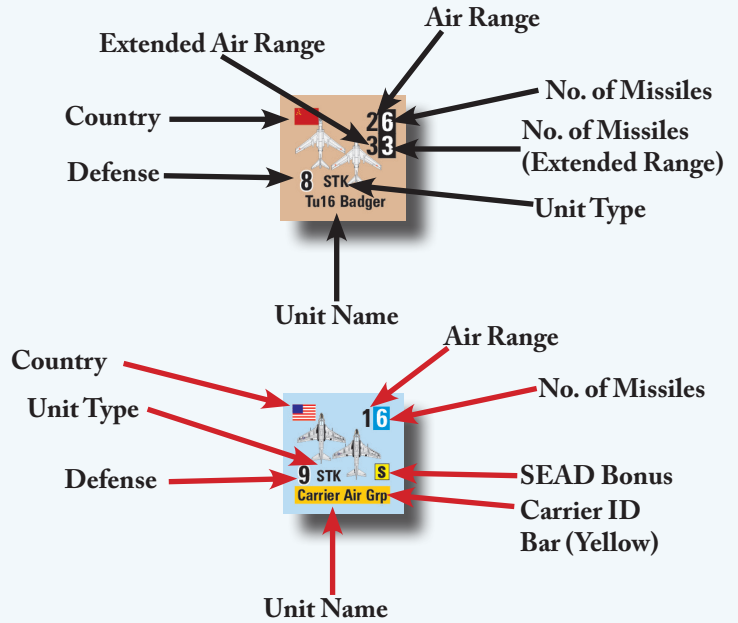 Air Range
Extended Air Range
No. of Missiles
Country
2 6
No. of Missiles
(Extended Range)
3 3
Defense
8 STK
Unit Type
Tu16 Badger
Unit Name
Air Range
Country
No. of Missiles
Unit Type
1 6
Defense
9 STK
S
SEAD Bonus
Carrier Air Grp
Carrier ID
Bar (Yellow)
Unit Name